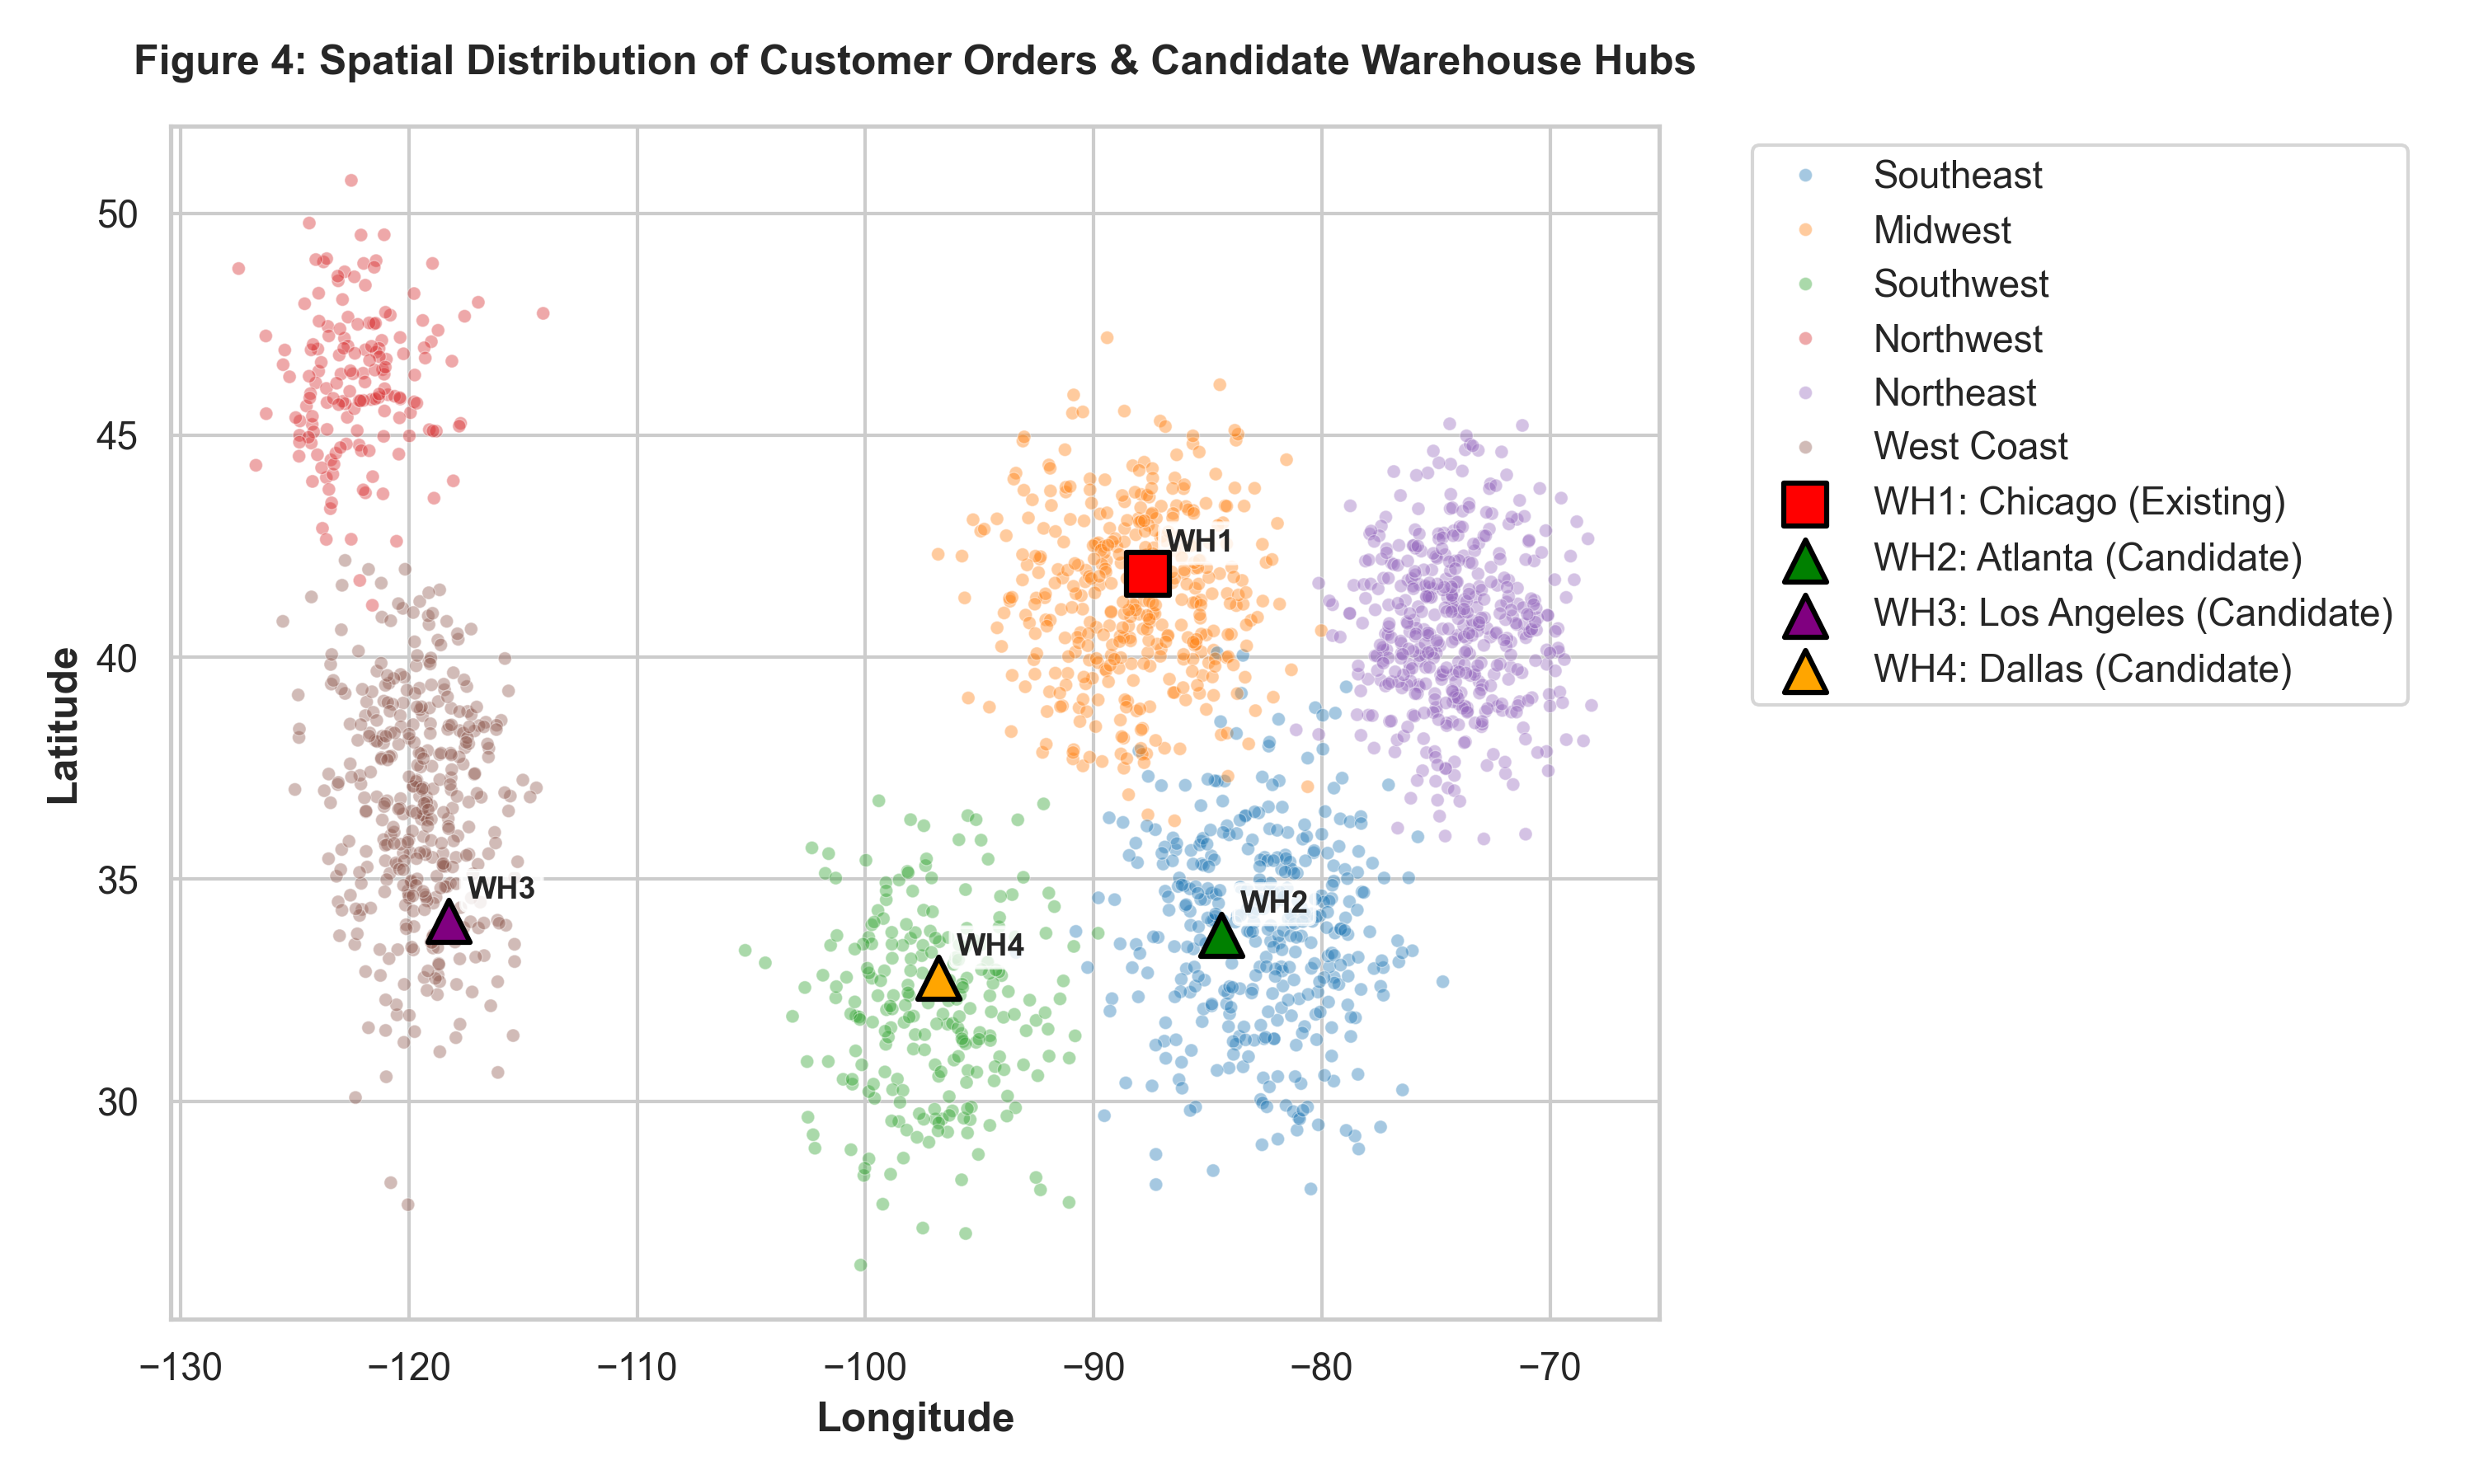 Figure 4: Spatial Distribution of Customer Orders & Candidate Warehouse Hubs
Southeast
Midwest
Southwest
Northwest
Northeast
West Coast
WH1: Chicago (Existing)
WH2: Atlanta (Candidate)
WH3: Los Angeles (Candidate)
WH4: Dallas (Candidate)
WH1
WH3
WH2
WH4
Latitude
50
45
40
35
30
−130
−120
−110
−100
−90
−80
−70
Longitude